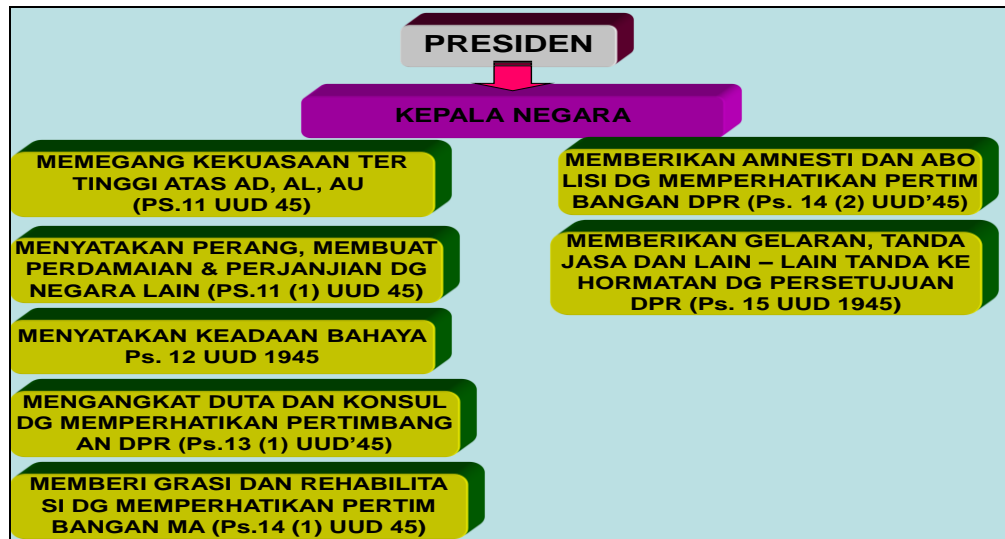 PRESIDEN
KEPALA NEGARA
MEMEGANG KEKUASAAN TER
TINGGI ATAS AD, AL, AU
(PS.11 UUD 45)
MENYATAKAN PERANG, MEMBUAT
PERDAMAIAN & PERJANJIAN DG
NEGARA LAIN (PS.11 (1) UUD 45)
MENYATAKAN KEADAAN BAHAYA
Ps. 12 UUD 1945
MENGANGKAT DUTA DAN KONSUL
DG MEMPERHATIKAN PERTIMBANG
AN DPR (Ps.13 (1) UUD’45)
MEMBERI GRASI DAN REHABILITA
SI DG MEMPERHATIKAN PERTIM
BANGAN MA (Ps.14 (1) UUD 45)
MEMBERIKAN AMNESTI DAN ABO
LISI DG MEMPERHATIKAN PERTIM
BANGAN DPR (Ps. 14 (2) UUD’45)
MEMBERIKAN GELARAN, TANDA
JASA DAN LAIN – LAIN TANDA KE
HORMATAN DG PERSETUJUAN
DPR (Ps. 15 UUD 1945)